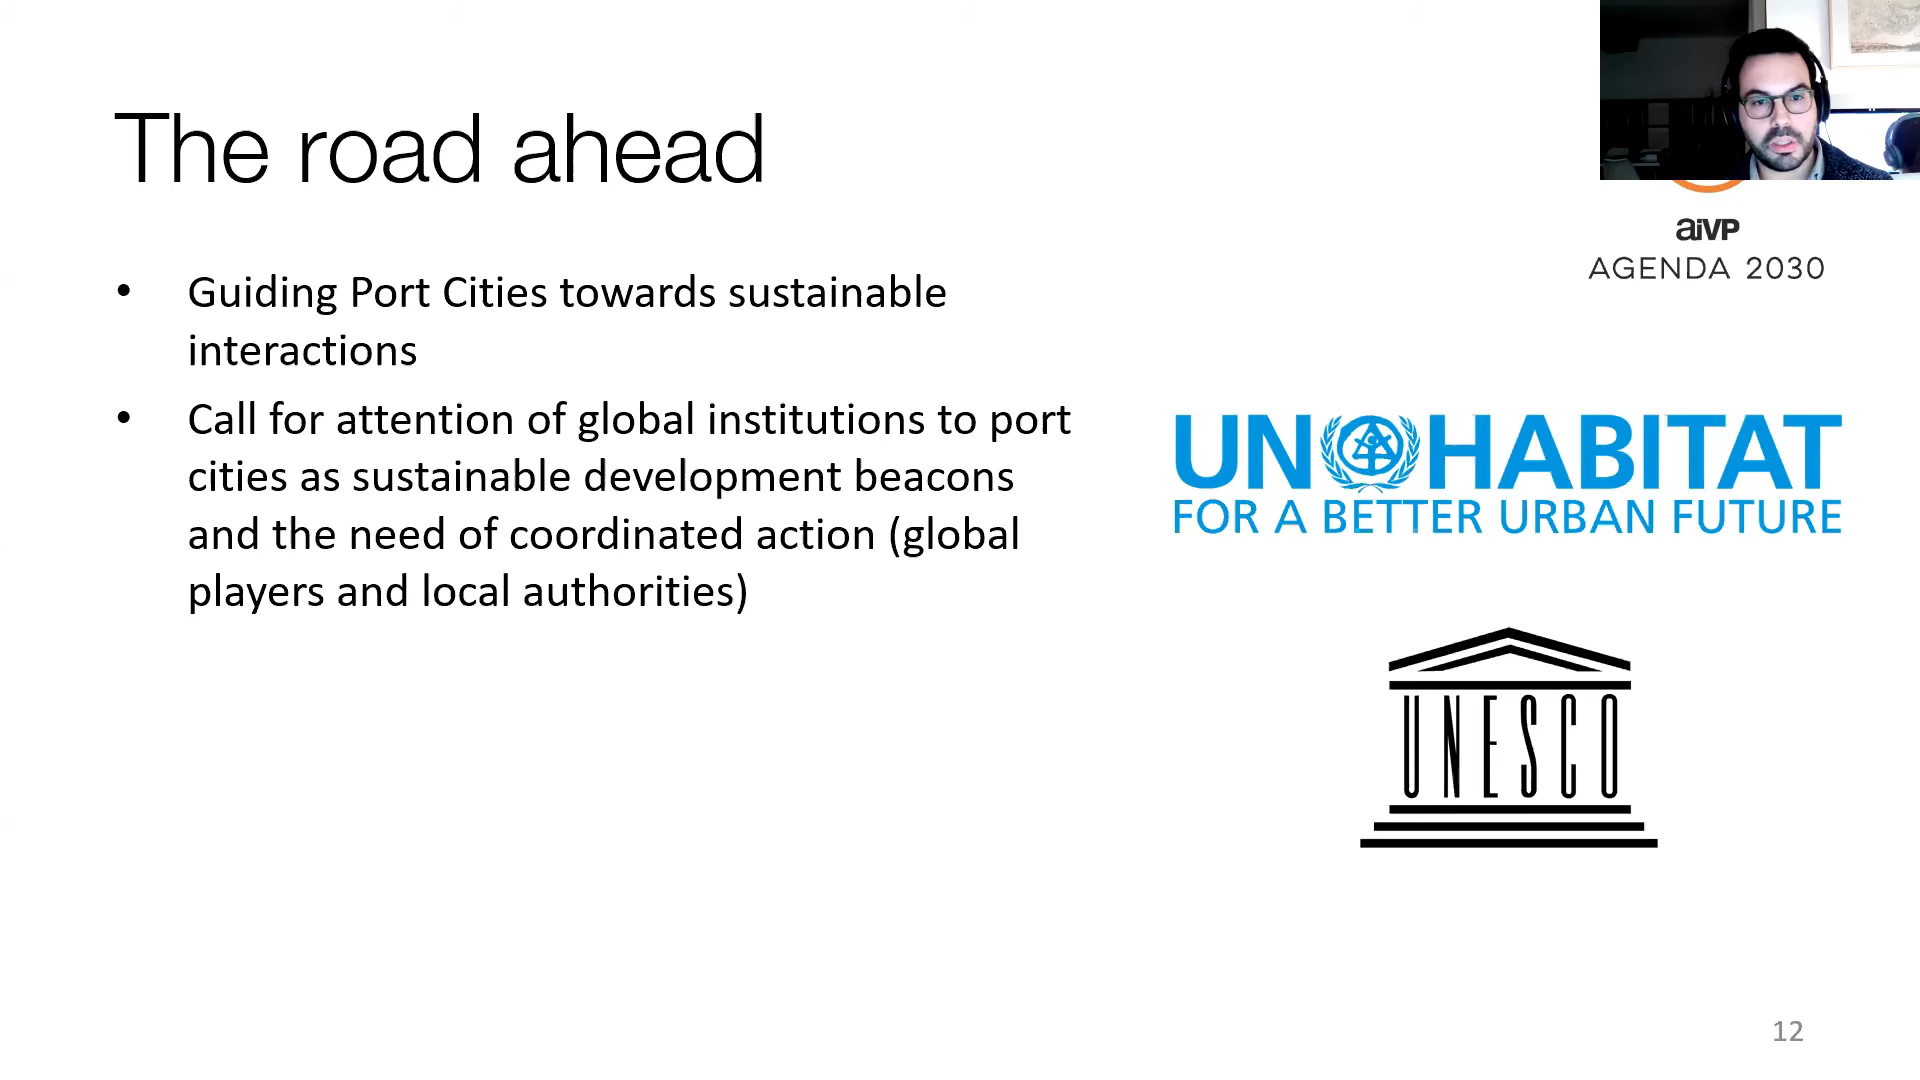 The road ahead
aiVP
AGENDA 2030
• Guiding Port Cities towards sustainable
interactions
• Call for attention of global institutions to port
cities as sustainable development beacons
and the need of coordinated action (global
players and local authorities)
UN HABITAT
FOR A BETTER URBAN FUTURE
UNESCO
12